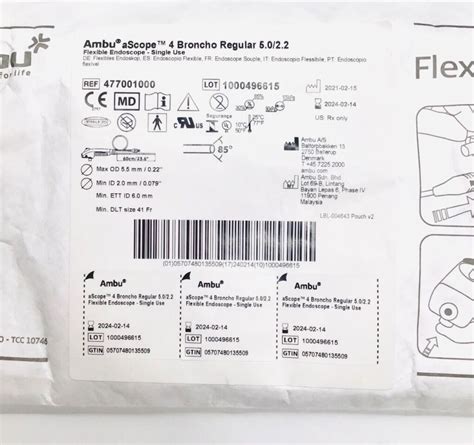 Ambu® aScope™ 4 Broncho Regular 5.0/2.2
Flexible Endoscope - Single Use
DE: Flexibles Endoskop, ES: Endoscopio Flexible, FR: Endoscope Souple, IT: Endoscopio Flessibile, PT: Endoscopio
flexível
REF 477001000
LOT 1000496615
2021-02-15
2024-02-14
US: Rx only
CE MD
60cm/23.6"
85°
Max OD 5.5 mm / 0.22"
Min ID 2.0 mm / 0.079"
Min. ETT ID 6.0 mm
Min. DLT size 41 Fr
Ambu A/S
Baltorpbakken 13
2750 Ballerup
Denmark
T +45 7225 2000
ambu.com
Ambu Sdn. Bhd
Lot 69-B, Lintang
Bayan Lepas 6, Phase IV
11900 Penang
Malaysia
LBL-004643 Pouch v2
(01)05707480135509(17)240214(10)1000496615
Ambu®
aScope™ 4 Broncho Regular 5.0/2.2
Flexible Endoscope - Single Use
2024-02-14
LOT 1000496615
GTIN 05707480135509
Ambu®
aScope™ 4 Broncho Regular 5.0/2.2
Flexible Endoscope - Single Use
2024-02-14
LOT 1000496615
GTIN 05707480135509
Ambu®
aScope™ 4 Broncho Regular 5.0/2.2
Flexible Endoscope - Single Use
2024-02-14
LOT 1000496615
GTIN 05707480135509
bu
forlife
Flex
0 - TCC 10746